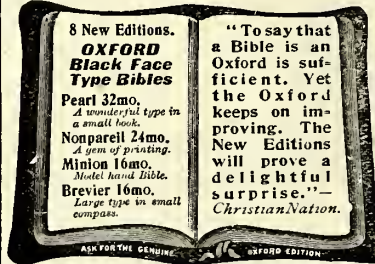 8 New Editions.
OXFORD
Black Face
Type Bibles
Pearl 32mo.
A wonderful type in
a small book.
Nonpareil 24mo.
A gem of printing.
Minion 16mo.
Model hand Bible.
Brevier 16mo.
Large type in small
compass.
"To say that
a Bible is an
Oxford is suf-
ficient. Yet
the Oxford
keeps on im-
proving. The
New Editions
will prove a
delightful
surprise."—
Christian Nation.
ASK FOR THE GENUINE OXFORD EDITION